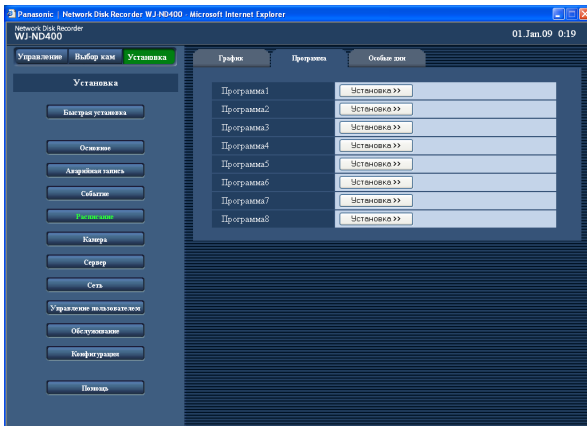 Panasonic | Network Disk Recorder WJ-ND400 - Microsoft Internet Explorer
Network Disk Recorder
WJ-ND400
01.Jan.09 0:19
Управление Выбор кам Установка
График Программа Особые дни
Установка
Быстрая установка
Основное
Аварийная запись
Событие
Расписание
Камера
Сервер
Сеть
Управление пользователем
Обслуживание
Конфигурация
Помощь
Программа1 Установка >>
Программа2 Установка >>
Программа3 Установка >>
Программа4 Установка >>
Программа5 Установка >>
Программа6 Установка >>
Программа7 Установка >>
Программа8 Установка >>